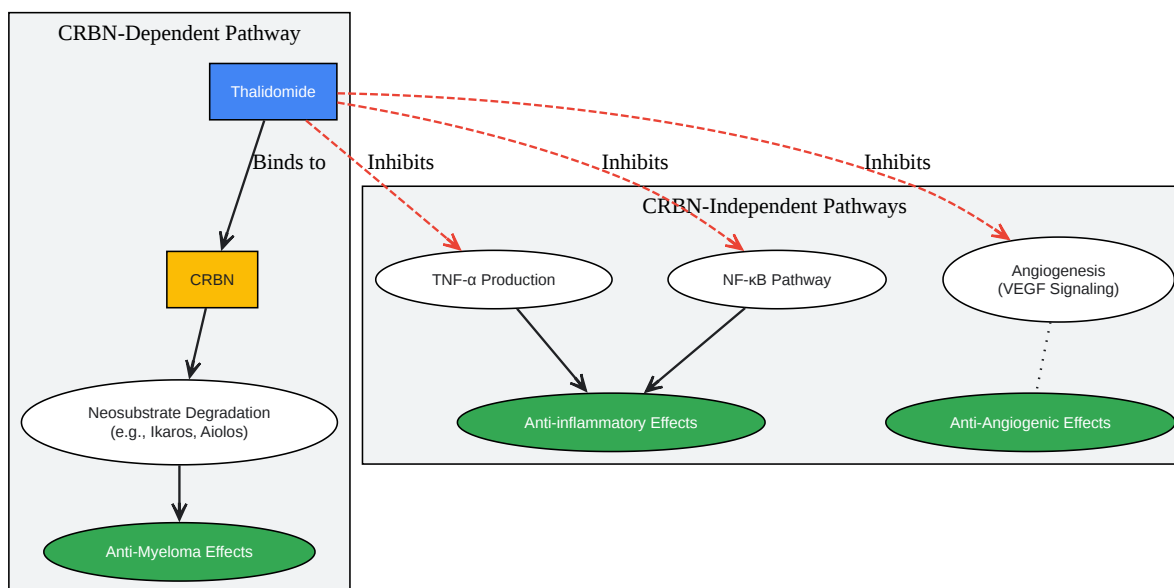 CRBN-Dependent Pathway
Thalidomide
Binds to
Inhibits
Inhibits
Inhibits
CRBN-Independent Pathways
CRBN
TNF-α Production
NF-κB Pathway
Angiogenesis
(VEGF Signaling)
Neosubstrate Degradation
(e.g., Ikaros, Aiolos)
Anti-inflammatory Effects
Anti-Angiogenic Effects
Anti-Myeloma Effects